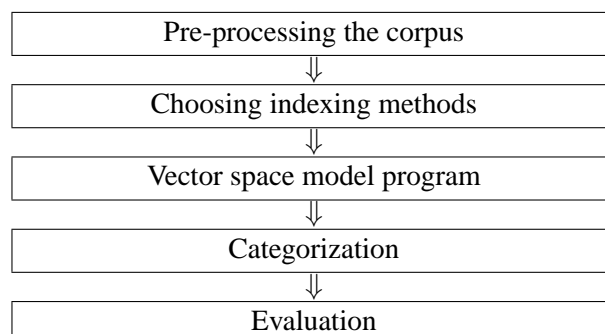 Pre-processing the corpus
⇓
Choosing indexing methods
⇓
Vector space model program
⇓
Categorization
⇓
Evaluation